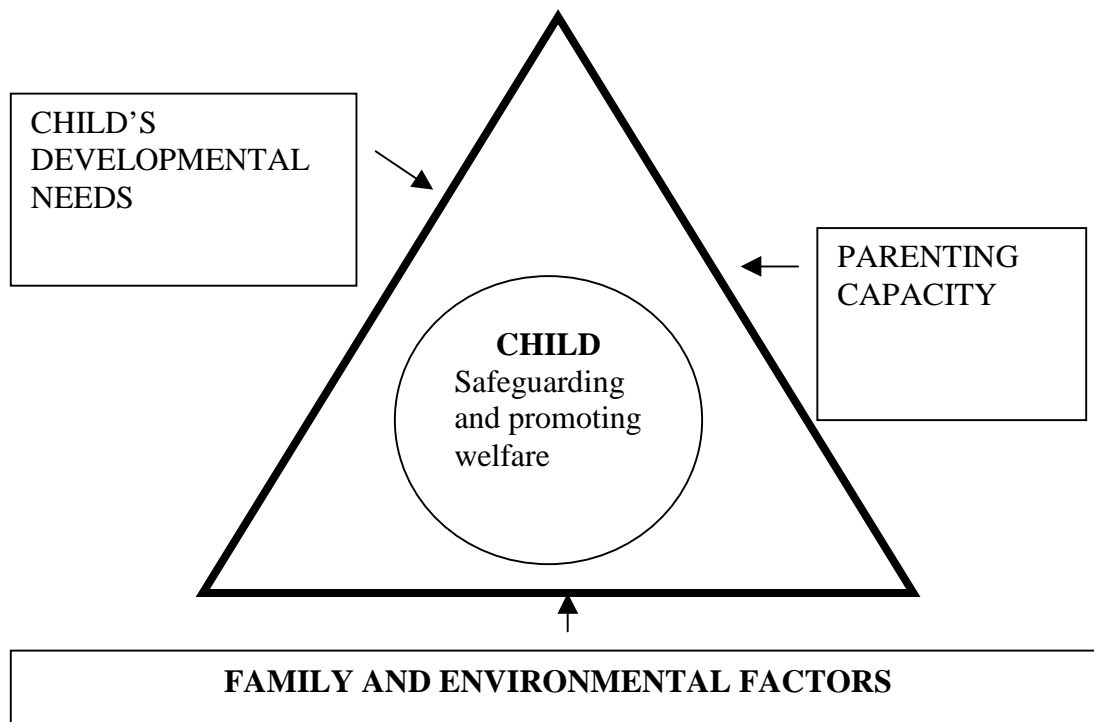 CHILD’S
DEVELOPMENTAL
NEEDS
PARENTING
CAPACITY
CHILD
Safeguarding
and promoting
welfare
FAMILY AND ENVIRONMENTAL FACTORS